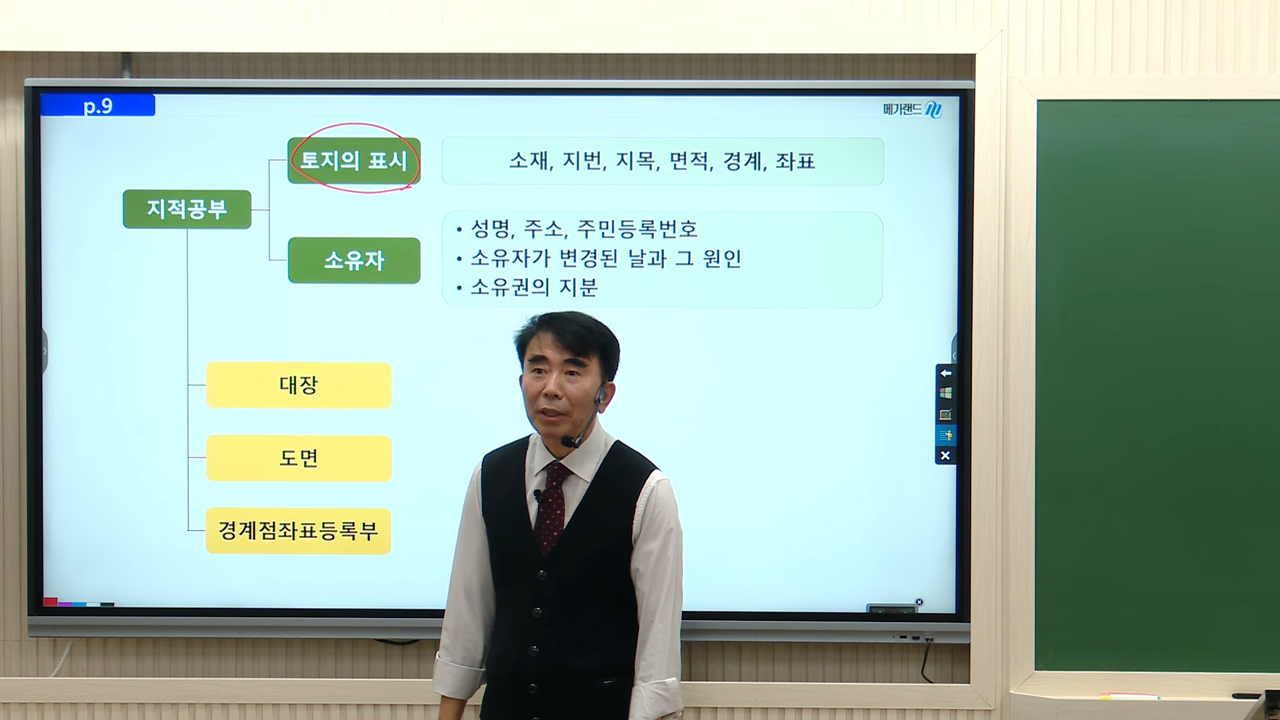 p.9
메가랜드
토지의 표시
소재, 지번, 지목, 면적, 경계, 좌표
지적공부
소유자
• 성명, 주소, 주민등록번호
• 소유자가 변경된 날과 그 원인
• 소유권의 지분
대장
도면
경계점좌표등록부